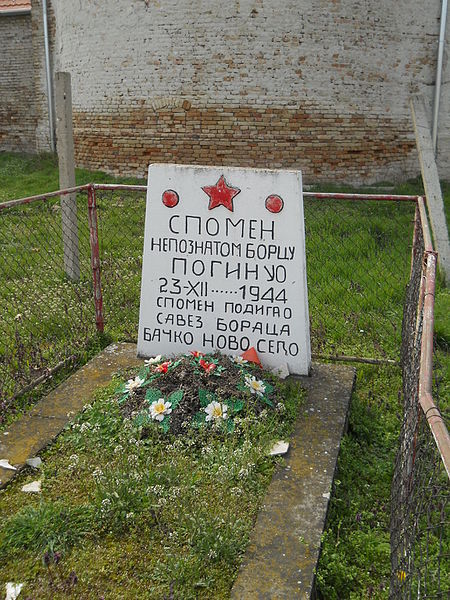 СПОМЕН
НЕПОЗНАТОМ БОРЦУ
ПОГИНУО
23-XII......1944
СПОМЕН ПОДИГАО
САВЕЗ БОРАЦА
БАЧКО НОВО СЕЛО